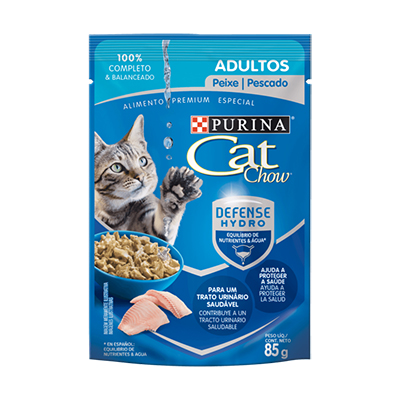 100%
COMPLETO
& BALANCEADO
ADULTOS
Peixe | Pescado
ALIMENTO PREMIUM ESPECIAL
PURINA
Cat
Chow
DEFENSE
HYDRO
EQUILÍBRIO DE
NUTRIENTES & ÁGUA*
AJUDA A
PROTEGER
A SAÚDE
AYUDA A
PROTEGER
LA SALUD
PARA UM
TRATO URINÁRIO
SAUDÁVEL
CONTRIBUYE A UN
TRACTO URINARIO
SALUDABLE
* EN ESPAÑOL:
EQUILIBRIO DE
NUTRIENTES & AGUA
PESO LÍQ./
CONT. NETO
85g